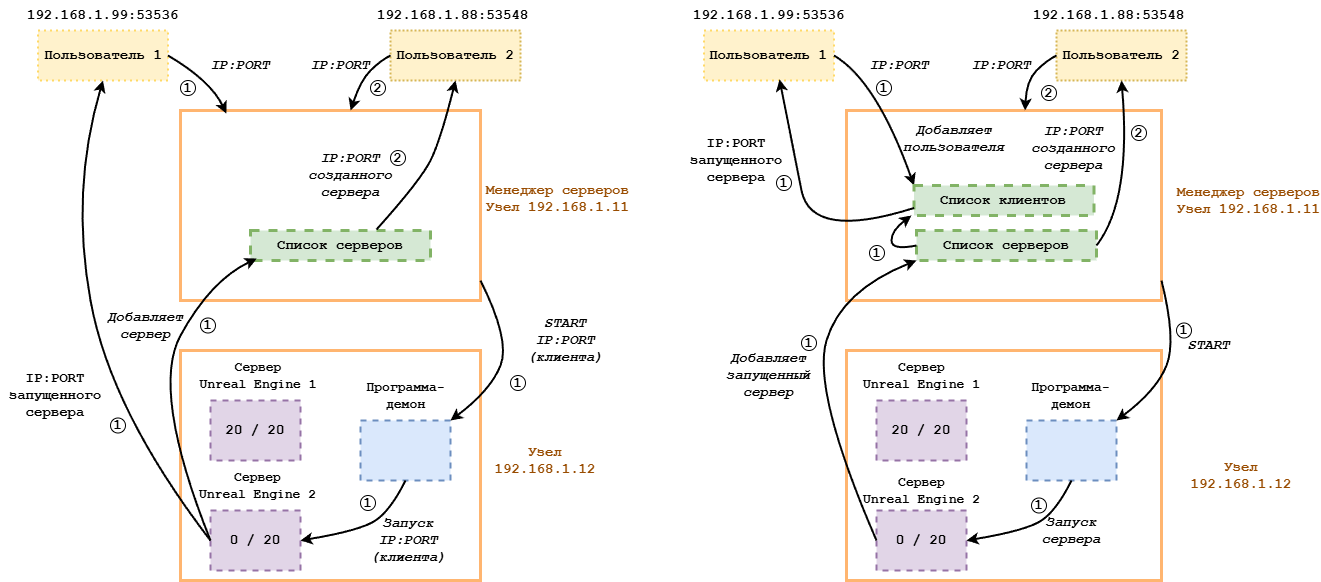 192.168.1.99:53536
192.168.1.88:53548
Пользователь 1
Пользователь 2
IP:PORT
①
IP:PORT
②
IP:PORT ②
созданного
сервера
Менеджер серверов
Узел 192.168.1.11
Список серверов
Добавляет
сервер
①
START
IP:PORT
(клиента)
①
IP:PORT
запущенного
сервера
①
Сервер
Unreal Engine 1
20 / 20
Программа-
демон
Сервер
Unreal Engine 2
0 / 20
①
Запуск
IP:PORT
(клиента)
Узел
192.168.1.12
192.168.1.99:53536
192.168.1.88:53548
Пользователь 1
Пользователь 2
IP:PORT
①
IP:PORT
②
Добавляет
пользователя
IP:PORT
созданного
сервера
②
IP:PORT
запущенного
сервера
①
Список клиентов
Список серверов
①
Менеджер серверов
Узел 192.168.1.11
①
START
①
Добавляет
запущенный
сервер
Сервер
Unreal Engine 1
20 / 20
Программа-
демон
Сервер
Unreal Engine 2
0 / 20
①
Запуск
сервера
Узел
192.168.1.12